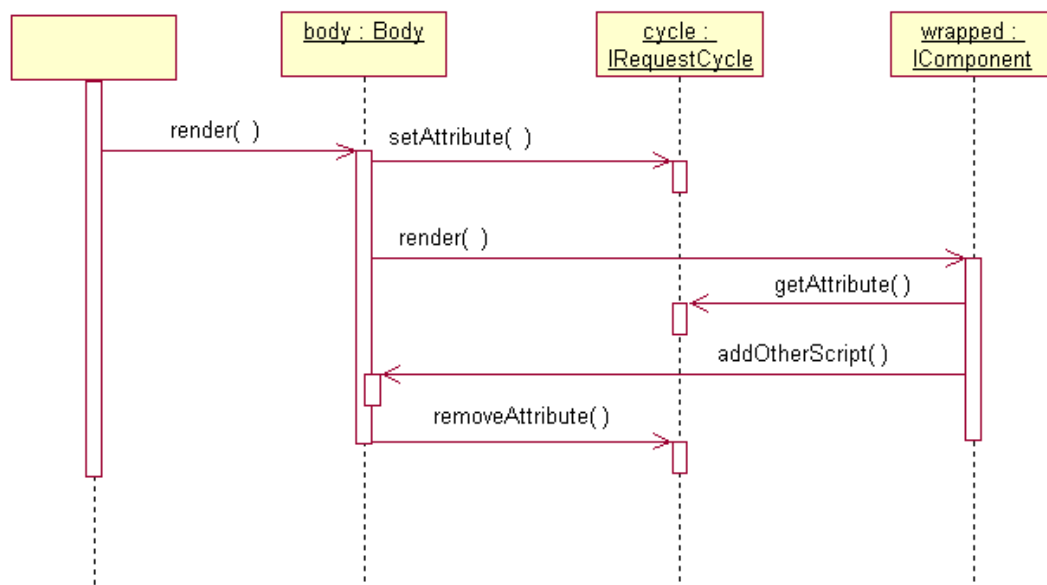 body : Body
cycle :
IRequestCycle
wrapped :
IComponent
render(  )
setAttribute(  )
render(  )
getAttribute( )
addOtherScript( )
removeAttribute( )